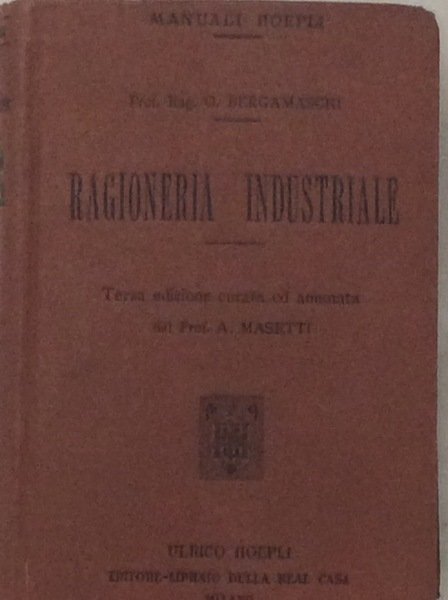 MANUALI HOEPLI
Prof. Rag. O. BERGAMASCHI
RAGIONERIA INDUSTRIALE
Terza edizione curata ed annotata
dal Prof. A. MASETTI
ULRICO HOEPLI
EDITORE-LIBRAIO DELLA REAL CASA
MILANO